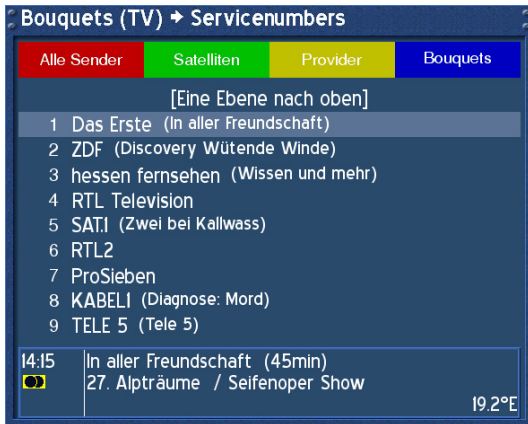 Bouquets (TV) → Servicenumbers
Alle Sender Satelliten Provider Bouquets
[Eine Ebene nach oben]
1 Das Erste (In aller Freundschaft)
2 ZDF (Discovery Wütende Winde)
3 hessen fernsehen (Wissen und mehr)
4 RTL Television
5 SAT.1 (Zwei bei Kallwass)
6 RTL2
7 ProSieben
8 KABEL1 (Diagnose: Mord)
9 TELE 5 (Tele 5)
14:15 In aller Freundschaft (45min)
27. Alpträume / Seifenoper Show
19.2°E